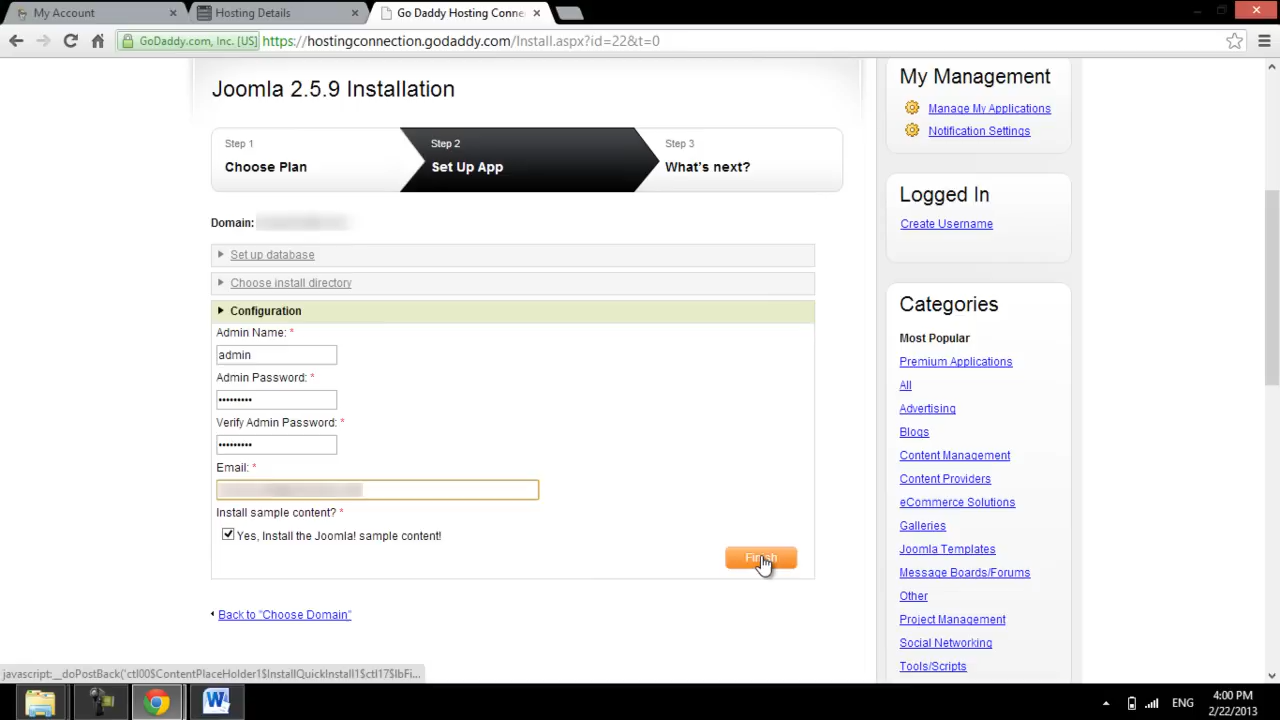 My Account
Hosting Details
Go Daddy Hosting Conne
GoDaddy.com, Inc. [US]
https://hostingconnection.godaddy.com/Install.aspx?id=22&t=0
Joomla 2.5.9 Installation
Step 1
Choose Plan
Step 2
Set Up App
Step 3
What's next?
Domain:
Set up database
Choose install directory
Configuration
Admin Name: *
admin
Admin Password: *
•••••••••
Verify Admin Password: *
•••••••••
Email: *
Install sample content? *
Yes, Install the Joomla! sample content!
Finish
Back to "Choose Domain"
My Management
Manage My Applications
Notification Settings
Logged In
Create Username
Categories
Most Popular
Premium Applications
All
Advertising
Blogs
Content Management
Content Providers
eCommerce Solutions
Galleries
Joomla Templates
Message Boards/Forums
Other
Project Management
Social Networking
Tools/Scripts
javascript:__doPostBack('ctl00$ContentPlaceHolder1$InstallQuickInstall1$ctl17$lbFi...
ENG
4:00 PM
2/22/2013